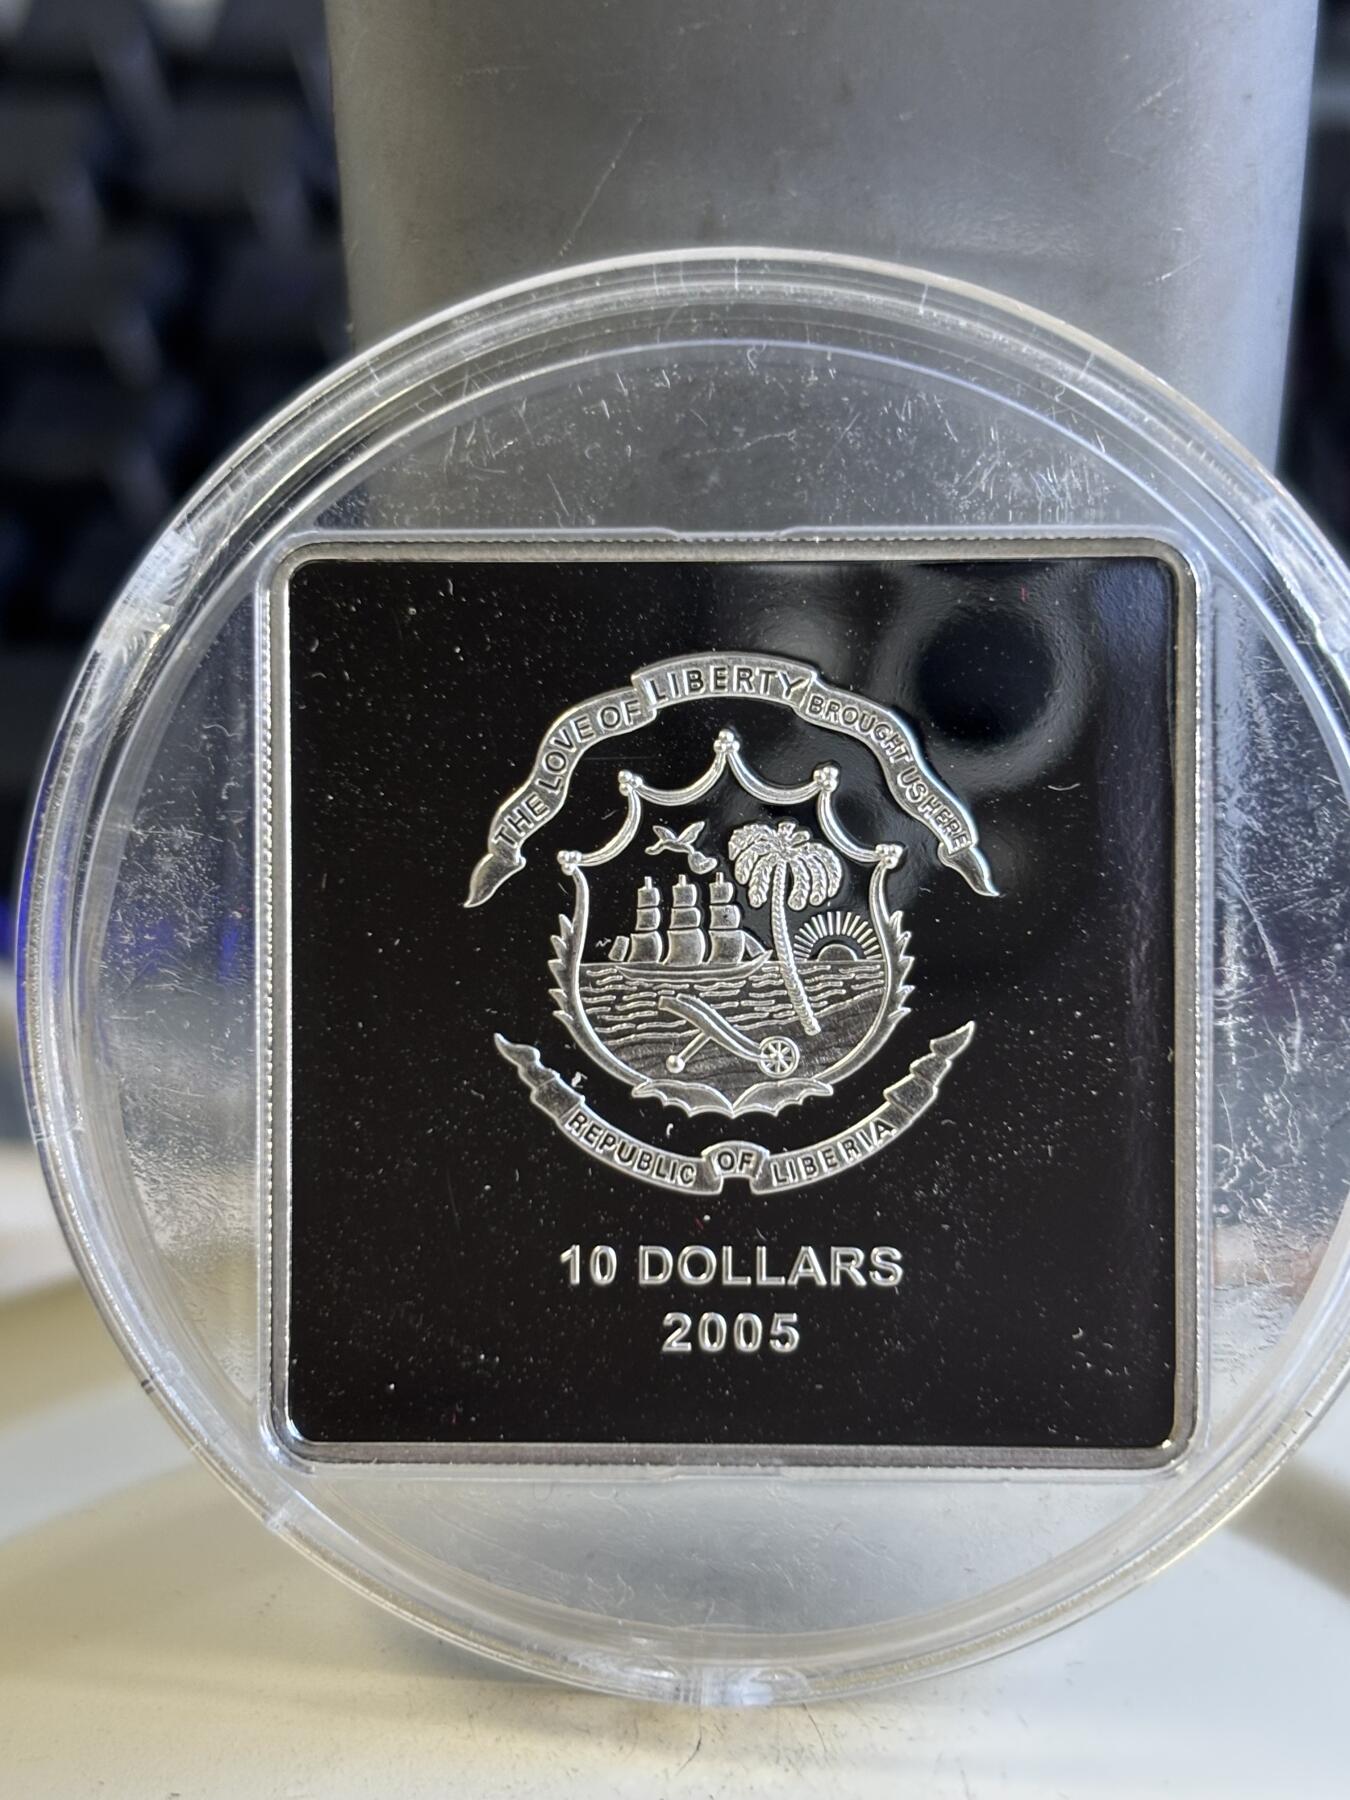 THE LOVE OF LIBERTY BROUGHT US HERE
REPUBLIC OF LIBERIA
10 DOLLARS
2005